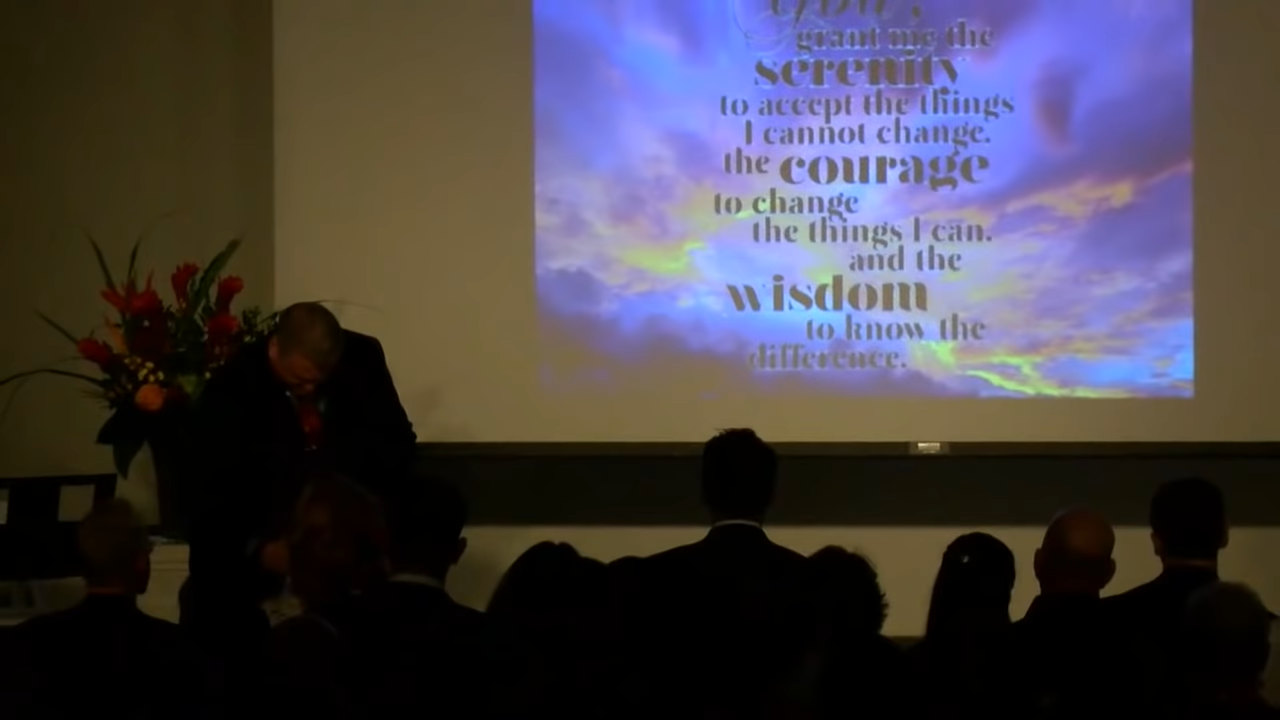 God,
grant me the
serenity
to accept the things
I cannot change.
the courage
to change
the things I can.
and the
wisdom
to know the
difference.